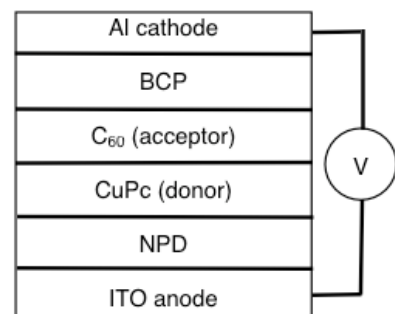 Al cathode
BCP
C₆₀ (acceptor)
V
CuPc (donor)
NPD
ITO anode